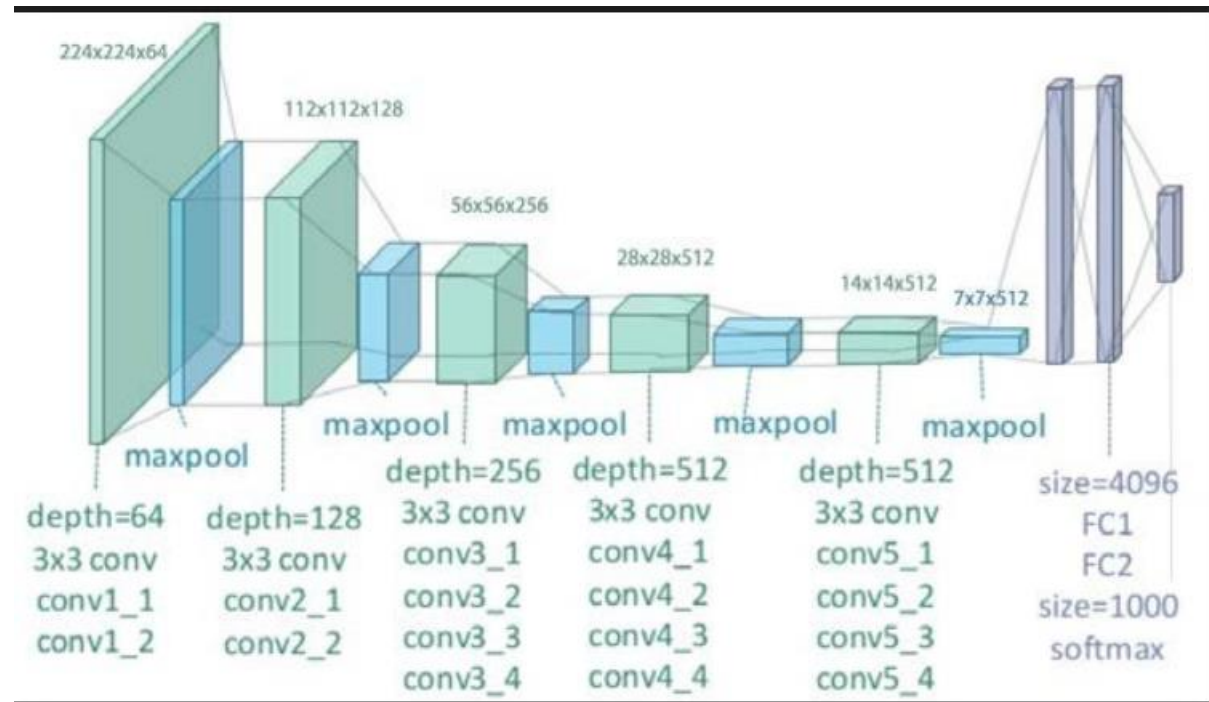 224x224x64
112x112x128
56x56x256
28x28x512
14x14x512
7x7x512
maxpool
maxpool
maxpool
maxpool
maxpool
depth=64
3x3 conv
conv1_1
conv1_2
depth=128
3x3 conv
conv2_1
conv2_2
depth=256
3x3 conv
conv3_1
conv3_2
conv3_3
conv3_4
depth=512
3x3 conv
conv4_1
conv4_2
conv4_3
conv4_4
depth=512
3x3 conv
conv5_1
conv5_2
conv5_3
conv5_4
size=4096
FC1
FC2
size=1000
softmax